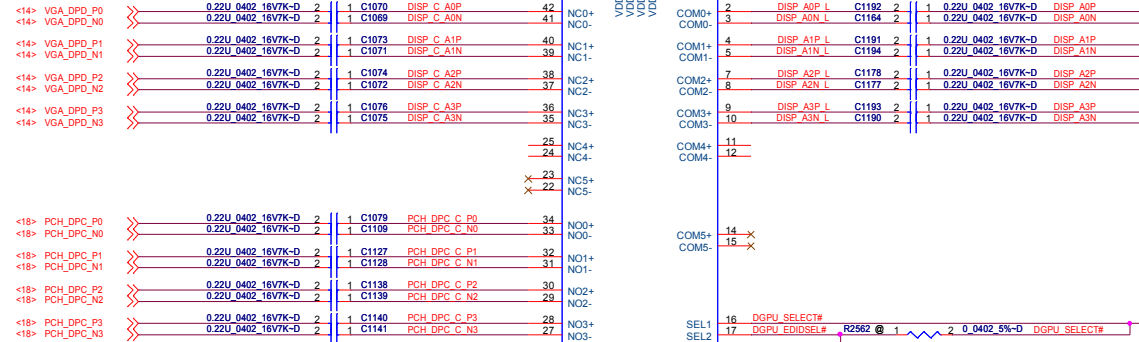 <14> VGA_DPD_P0 0.22U_0402_16V7K~D 2 1 C1070 DISP_C_A0P 42 NC0+
<14> VGA_DPD_N0 0.22U_0402_16V7K~D 2 1 C1069 DISP_C_A0N 41 NC0-
<14> VGA_DPD_P1 0.22U_0402_16V7K~D 2 1 C1073 DISP_C_A1P 40 NC1+
<14> VGA_DPD_N1 0.22U_0402_16V7K~D 2 1 C1071 DISP_C_A1N 39 NC1-
<14> VGA_DPD_P2 0.22U_0402_16V7K~D 2 1 C1074 DISP_C_A2P 38 NC2+
<14> VGA_DPD_N2 0.22U_0402_16V7K~D 2 1 C1072 DISP_C_A2N 37 NC2-
<14> VGA_DPD_P3 0.22U_0402_16V7K~D 2 1 C1076 DISP_C_A3P 36 NC3+
<14> VGA_DPD_N3 0.22U_0402_16V7K~D 2 1 C1075 DISP_C_A3N 35 NC3-
25 NC4+
24 NC4-
23 NC5+
22 NC5-
<18> PCH_DPC_P0 0.22U_0402_16V7K~D 2 1 C1079 PCH_DPC_C_P0 34 NO0+
<18> PCH_DPC_N0 0.22U_0402_16V7K~D 2 1 C1109 PCH_DPC_C_N0 33 NO0-
<18> PCH_DPC_P1 0.22U_0402_16V7K~D 2 1 C1127 PCH_DPC_C_P1 32 NO1+
<18> PCH_DPC_N1 0.22U_0402_16V7K~D 2 1 C1128 PCH_DPC_C_N1 31 NO1-
<18> PCH_DPC_P2 0.22U_0402_16V7K~D 2 1 C1138 PCH_DPC_C_P2 30 NO2+
<18> PCH_DPC_N2 0.22U_0402_16V7K~D 2 1 C1139 PCH_DPC_C_N2 29 NO2-
<18> PCH_DPC_P3 0.22U_0402_16V7K~D 2 1 C1140 PCH_DPC_C_P3 28 NO3+
<18> PCH_DPC_N3 0.22U_0402_16V7K~D 2 1 C1141 PCH_DPC_C_N3 27 NO3-
COM0+ 2 DISP_A0P_L C1192 2 1 0.22U_0402_16V7K~D DISP_A0P
COM0- 3 DISP_A0N_L C1164 2 1 0.22U_0402_16V7K~D DISP_A0N
COM1+ 4 DISP_A1P_L C1191 2 1 0.22U_0402_16V7K~D DISP_A1P
COM1- 5 DISP_A1N_L C1194 2 1 0.22U_0402_16V7K~D DISP_A1N
COM2+ 7 DISP_A2P_L C1178 2 1 0.22U_0402_16V7K~D DISP_A2P
COM2- 8 DISP_A2N_L C1177 2 1 0.22U_0402_16V7K~D DISP_A2N
COM3+ 9 DISP_A3P_L C1193 2 1 0.22U_0402_16V7K~D DISP_A3P
COM3- 10 DISP_A3N_L C1190 2 1 0.22U_0402_16V7K~D DISP_A3N
COM4+ 11
COM4- 12
COM5+ 14
COM5- 15
SEL1 16 DGPU_SELECT#
SEL2 17 DGPU_EDIDSEL# R2562 @ 1 2 0_0402_5%~D DGPU_SELECT#